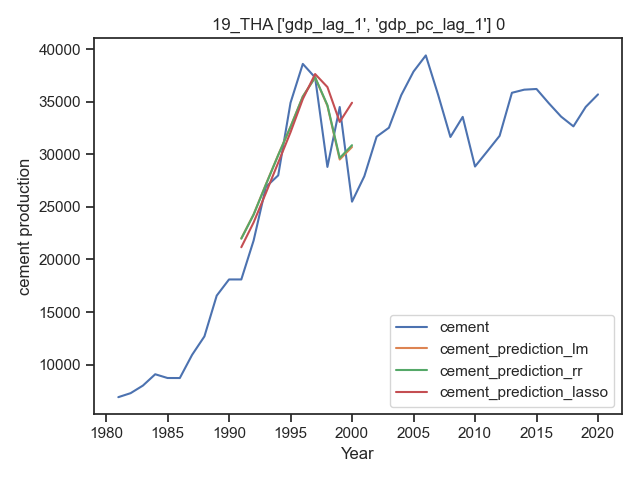 19_THA ['gdp_lag_1', 'gdp_pc_lag_1'] 0
40000
35000
30000
25000
20000
15000
10000
cement production
cement
cement_prediction_lm
cement_prediction_rr
cement_prediction_lasso
1980 1985 1990 1995 2000 2005 2010 2015 2020
Year